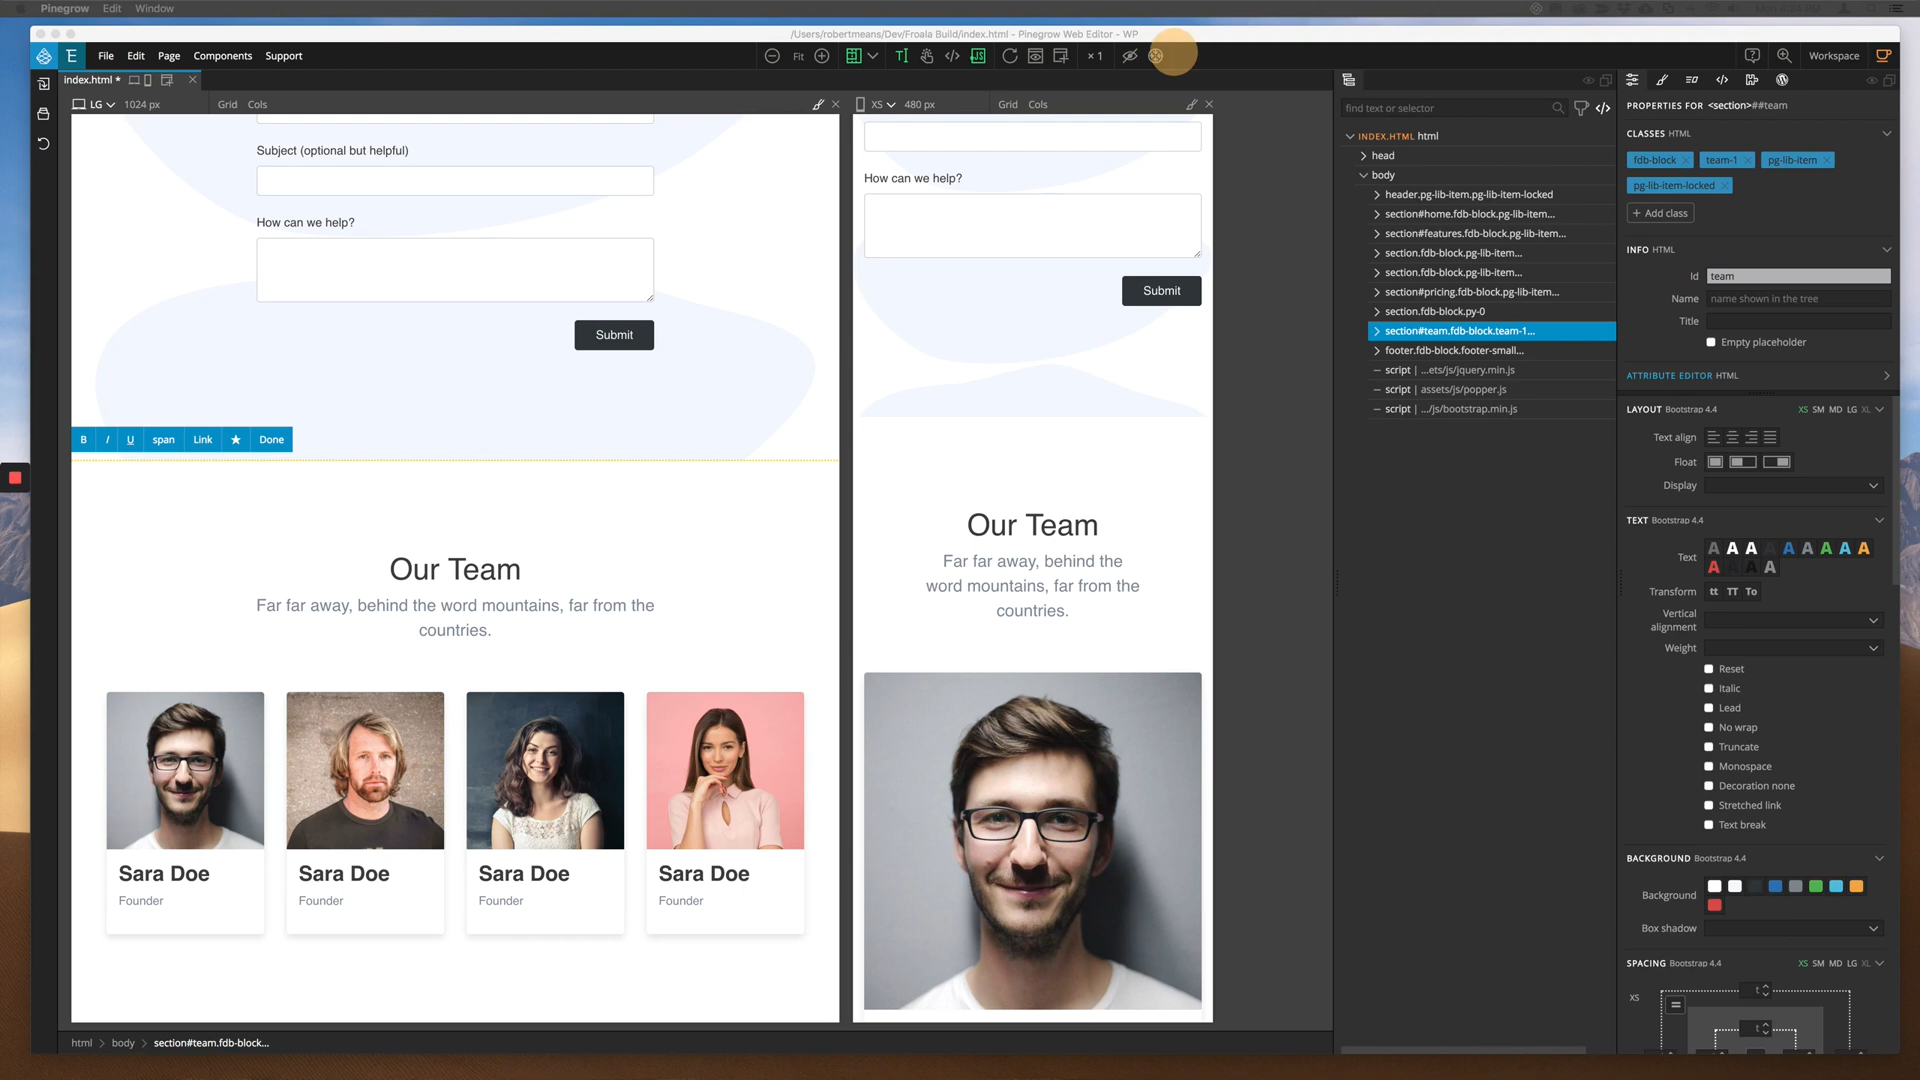 Pinegrow Edit Window
/Users/robertmeans/Dev/Froala Build/index.html - Pinegrow Web Editor - WP
File Edit Page Components Support
Fit
× 1
Workspace
index.html *
LG 1024 px Grid Cols
XS 480 px Grid Cols
Subject (optional but helpful)
How can we help?
Submit
B I U span Link Done
Our Team
Far far away, behind the word mountains, far from the
countries.
Sara Doe
Founder
Sara Doe
Founder
Sara Doe
Founder
Sara Doe
Founder
How can we help?
Submit
Our Team
Far far away, behind the
word mountains, far from the
countries.
find text or selector
INDEX.HTML html
head
body
header.pg-lib-item.pg-lib-item-locked
section#home.fdb-block.pg-lib-item...
section#features.fdb-block.pg-lib-item...
section.fdb-block.pg-lib-item...
section.fdb-block.pg-lib-item...
section#pricing.fdb-block.pg-lib-item...
section.fdb-block.py-0
section#team.fdb-block.team-1...
footer.fdb-block.footer-small...
script | ...ets/js/jquery.min.js
script | assets/js/popper.js
script | .../js/bootstrap.min.js
PROPERTIES FOR <section>##team
CLASSES HTML
fdb-block team-1 pg-lib-item
pg-lib-item-locked
+ Add class
INFO HTML
Id team
Name name shown in the tree
Title
Empty placeholder
ATTRIBUTE EDITOR HTML
LAYOUT Bootstrap 4.4 XS SM MD LG XL
Text align
Float
Display
TEXT Bootstrap 4.4
Text A A A A A A A A A
A A A A
Transform tt TT To
Vertical
alignment
Weight
Reset
Italic
Lead
No wrap
Truncate
Monospace
Decoration none
Stretched link
Text break
BACKGROUND Bootstrap 4.4
Background
Box shadow
SPACING Bootstrap 4.4 XS SM MD LG XL
XS
t
t
html body section#team.fdb-block...